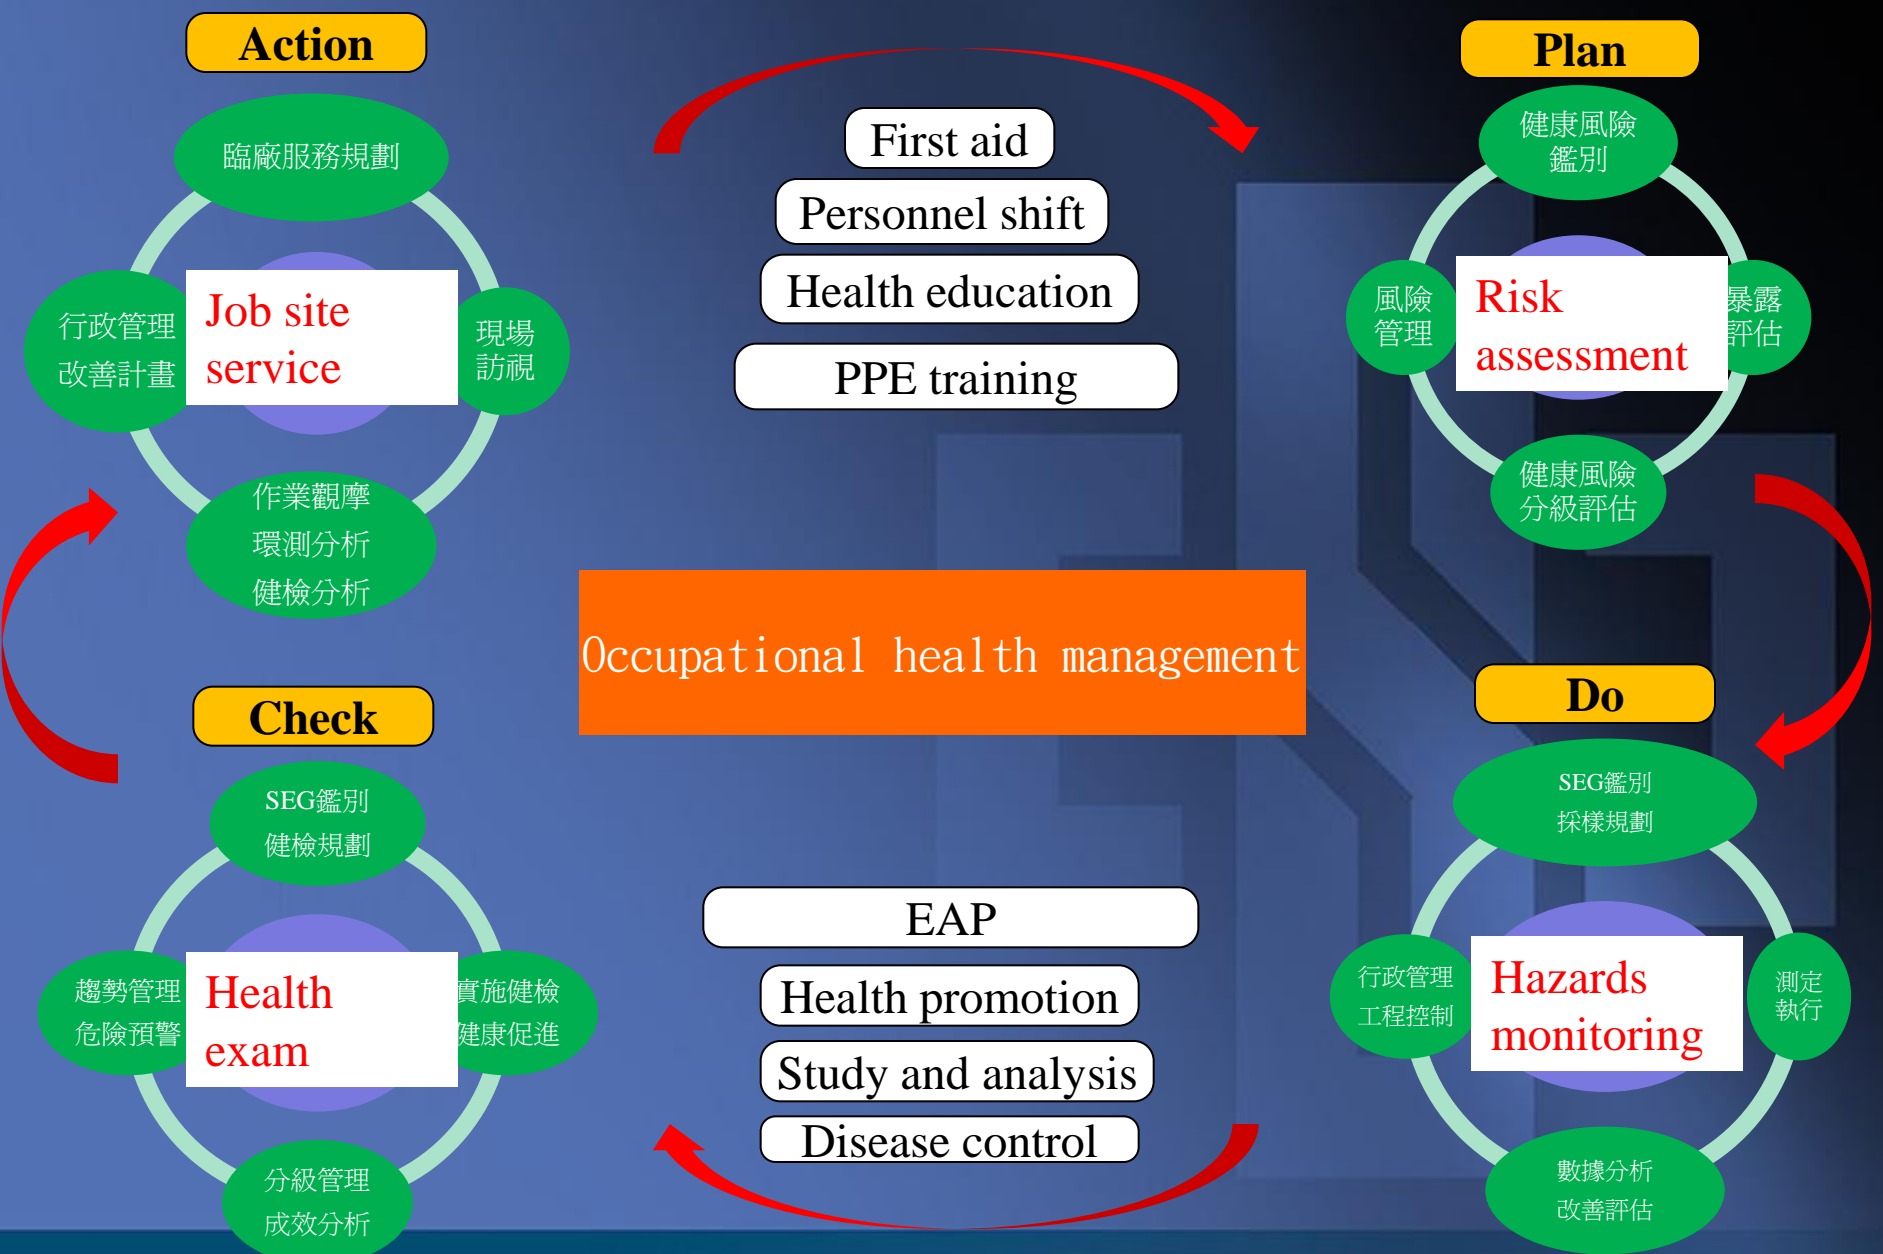 Action
臨廠服務規劃
行政管理
改善計畫
Job site
service
現場
訪視
作業觀摩
環測分析
健檢分析
First aid
Personnel shift
Health education
PPE training
Plan
健康風險
鑑別
風險
管理
Risk
assessment
暴露
評估
健康風險
分級評估
Occupational health management
Check
SEG鑑別
健檢規劃
趨勢管理
危險預警
Health
exam
實施健檢
健康促進
分級管理
成效分析
EAP
Health promotion
Study and analysis
Disease control
Do
SEG鑑別
採樣規劃
行政管理
工程控制
Hazards
monitoring
測定
執行
數據分析
改善評估